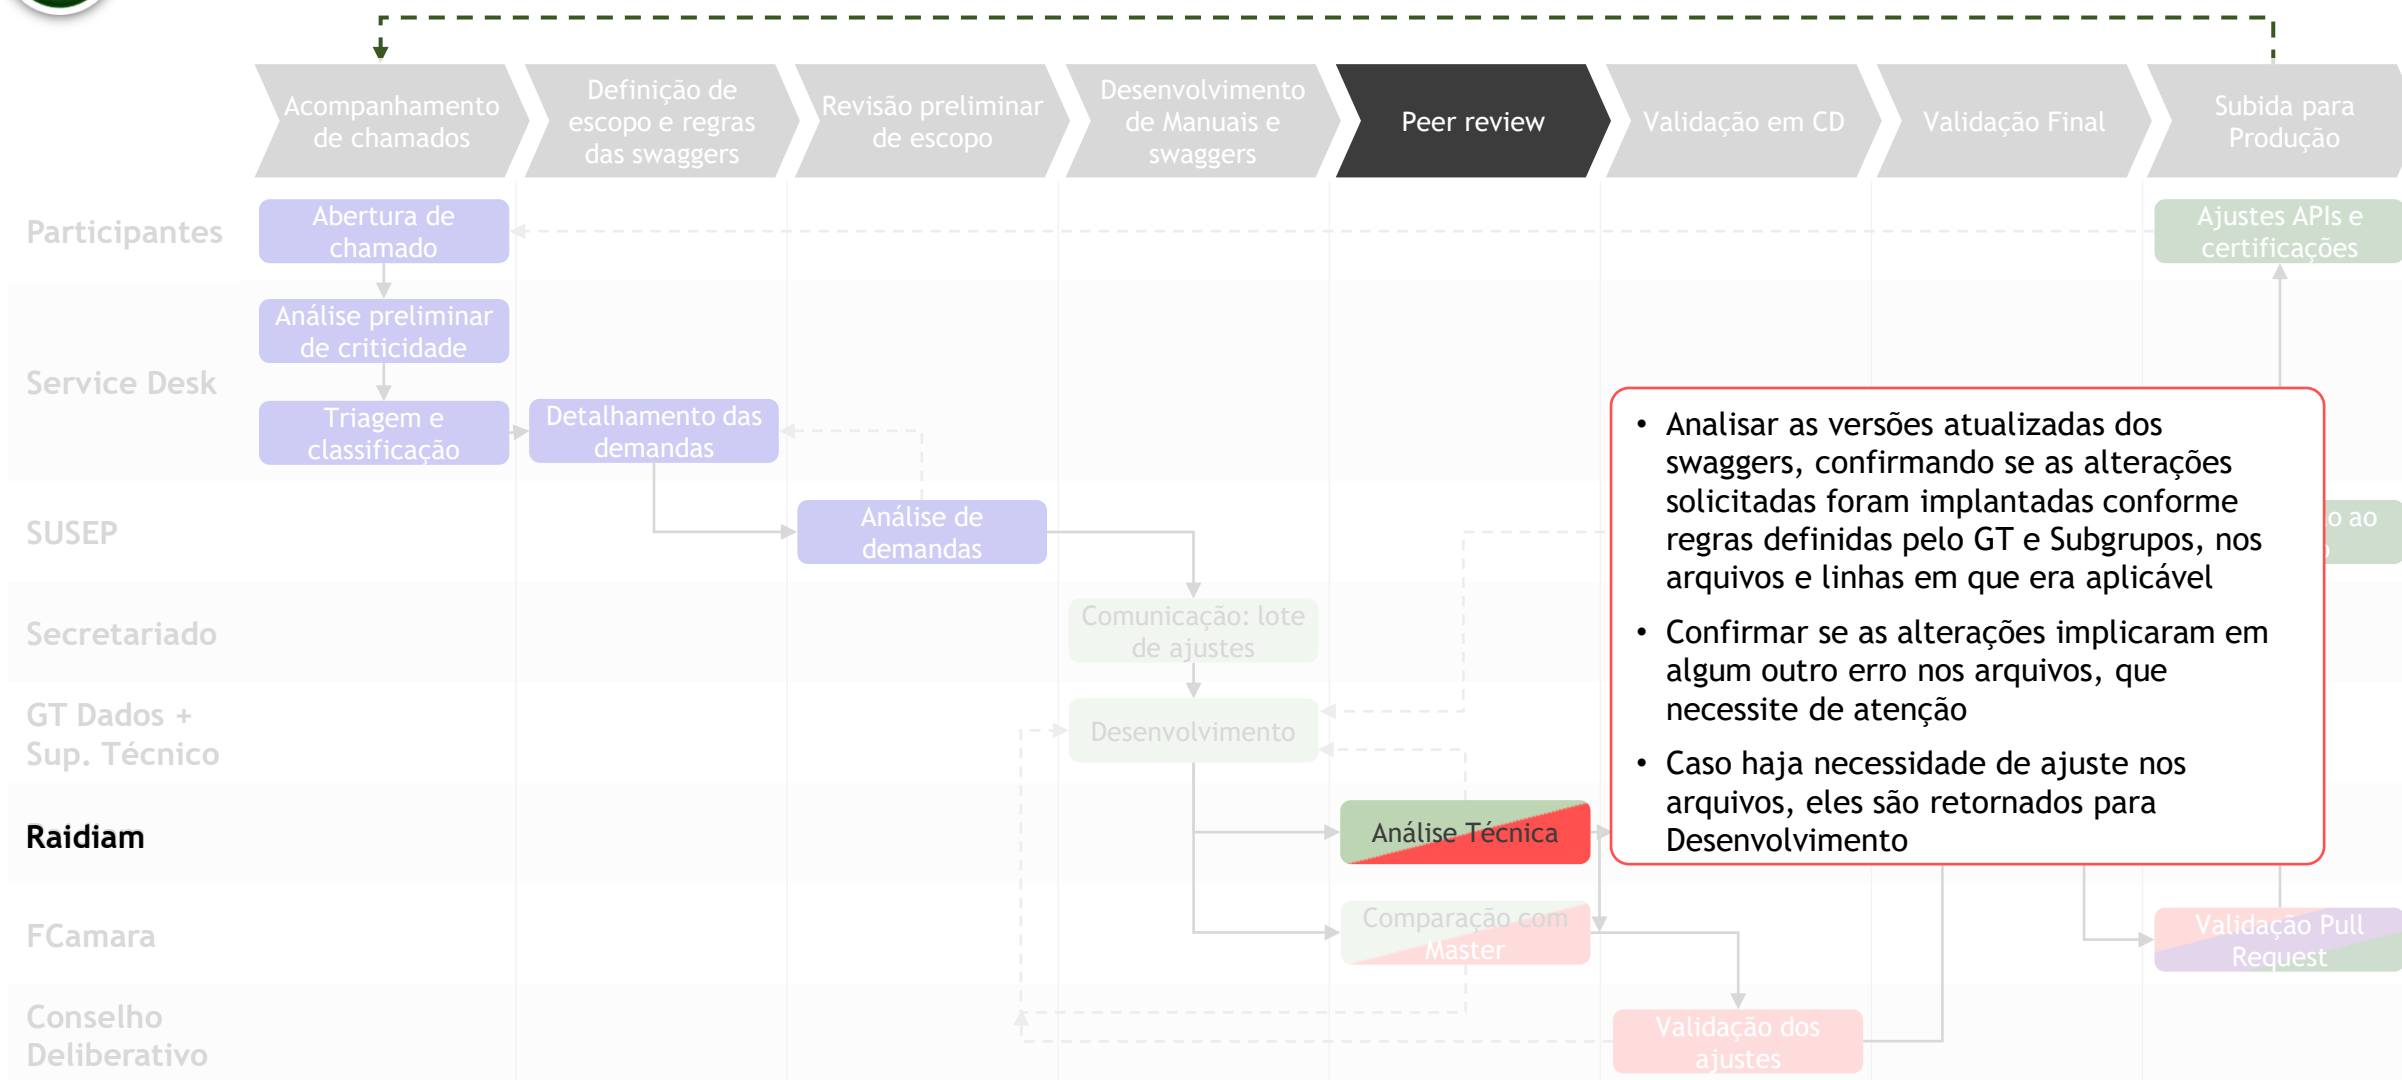 Acompanhamento
de chamados
Definição de
escopo e regras
das swaggers
Revisão preliminar
de escopo
Desenvolvimento
de Manuais e
swaggers
Peer review
Validação em CD
Validação Final
Subida para
Produção
Participantes
Abertura de
chamado
Ajustes APIs e
certificações
Service Desk
Análise preliminar
de criticidade
Triagem e
classificação
Detalhamento das
demandas
SUSEP
Análise de
demandas
o ao
Secretariado
Comunicação: lote
de ajustes
GT Dados +
Sup. Técnico
Desenvolvimento
• Analisar as versões atualizadas dos
swaggers, confirmando se as alterações
solicitadas foram implantadas conforme
regras definidas pelo GT e Subgrupos, nos
arquivos e linhas em que era aplicável
• Confirmar se as alterações implicaram em
algum outro erro nos arquivos, que
necessite de atenção
• Caso haja necessidade de ajuste nos
arquivos, eles são retornados para
Desenvolvimento
Raidiam
Análise Técnica
FCamara
Comparação com
Master
Validação Pull
Request
Conselho
Deliberativo
Validação dos
ajustes